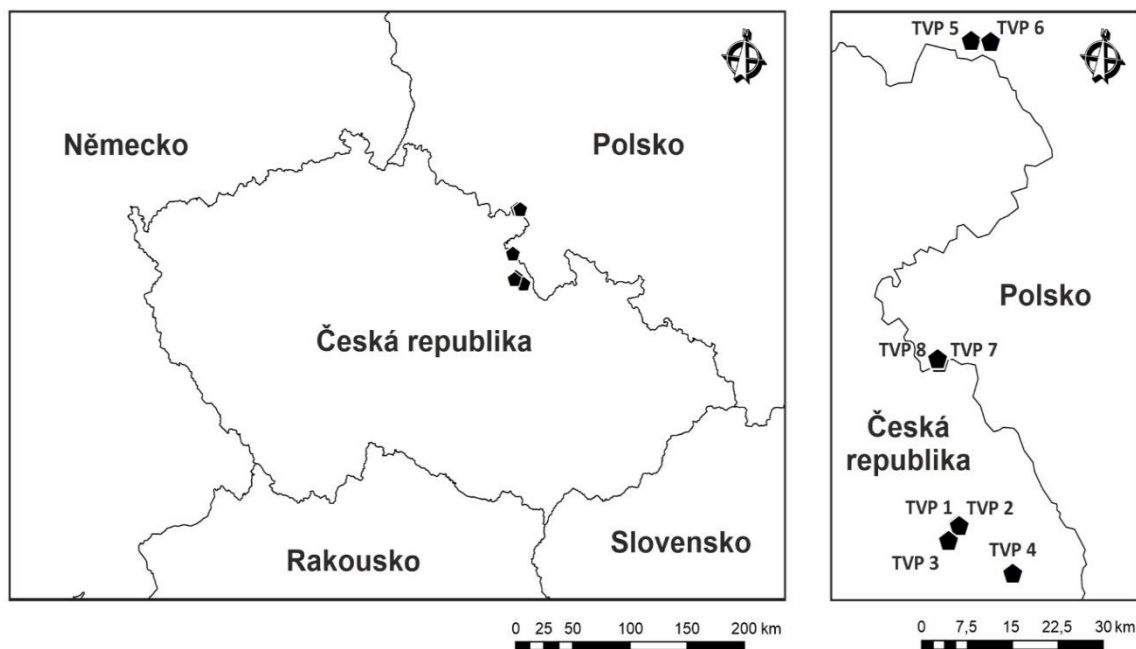 Německo
Polsko
Česká republika
Rakousko
Slovensko
0 25 50 100 150 200 km
TVP 5 TVP 6
Polsko
TVP 8 TVP 7
Česká
republika
TVP 1 TVP 2
TVP 3
TVP 4
0 7,5 15 22,5 30 km